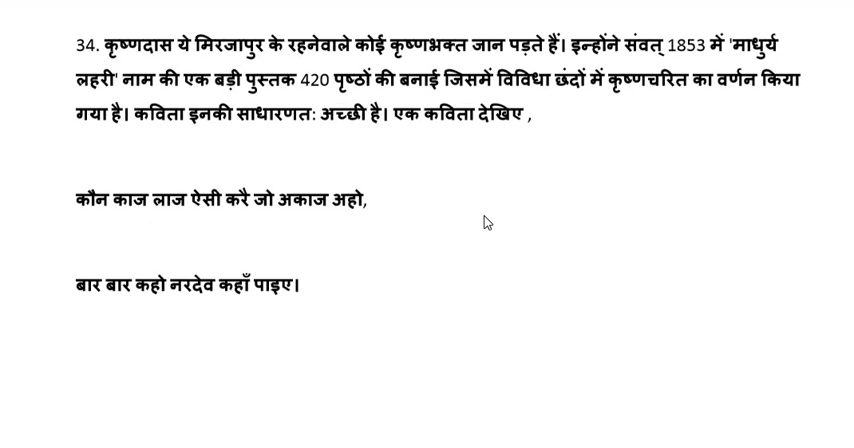 34. कृष्णदास ये मिरजापुर के रहनेवाले कोई कृष्णभक्त जान पड़ते हैं। इन्होंने संवत् 1853 में 'माधुर्य
लहरी' नाम की एक बड़ी पुस्तक 420 पृष्ठों की बनाई जिसमें विविधा छंदों में कृष्णचरित का वर्णन किया
गया है। कविता इनकी साधारणत: अच्छी है। एक कविता देखिए ,
कौन काज लाज ऐसी करै जो अकाज अहो,
बार बार कहो नरदेव कहाँ पाइए।